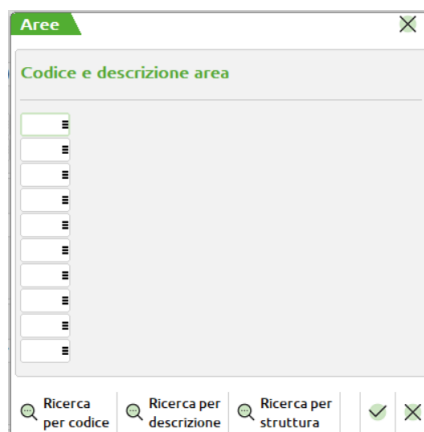 Aree
Codice e descrizione area
Ricerca
per codice
Ricerca per
descrizione
Ricerca per
struttura